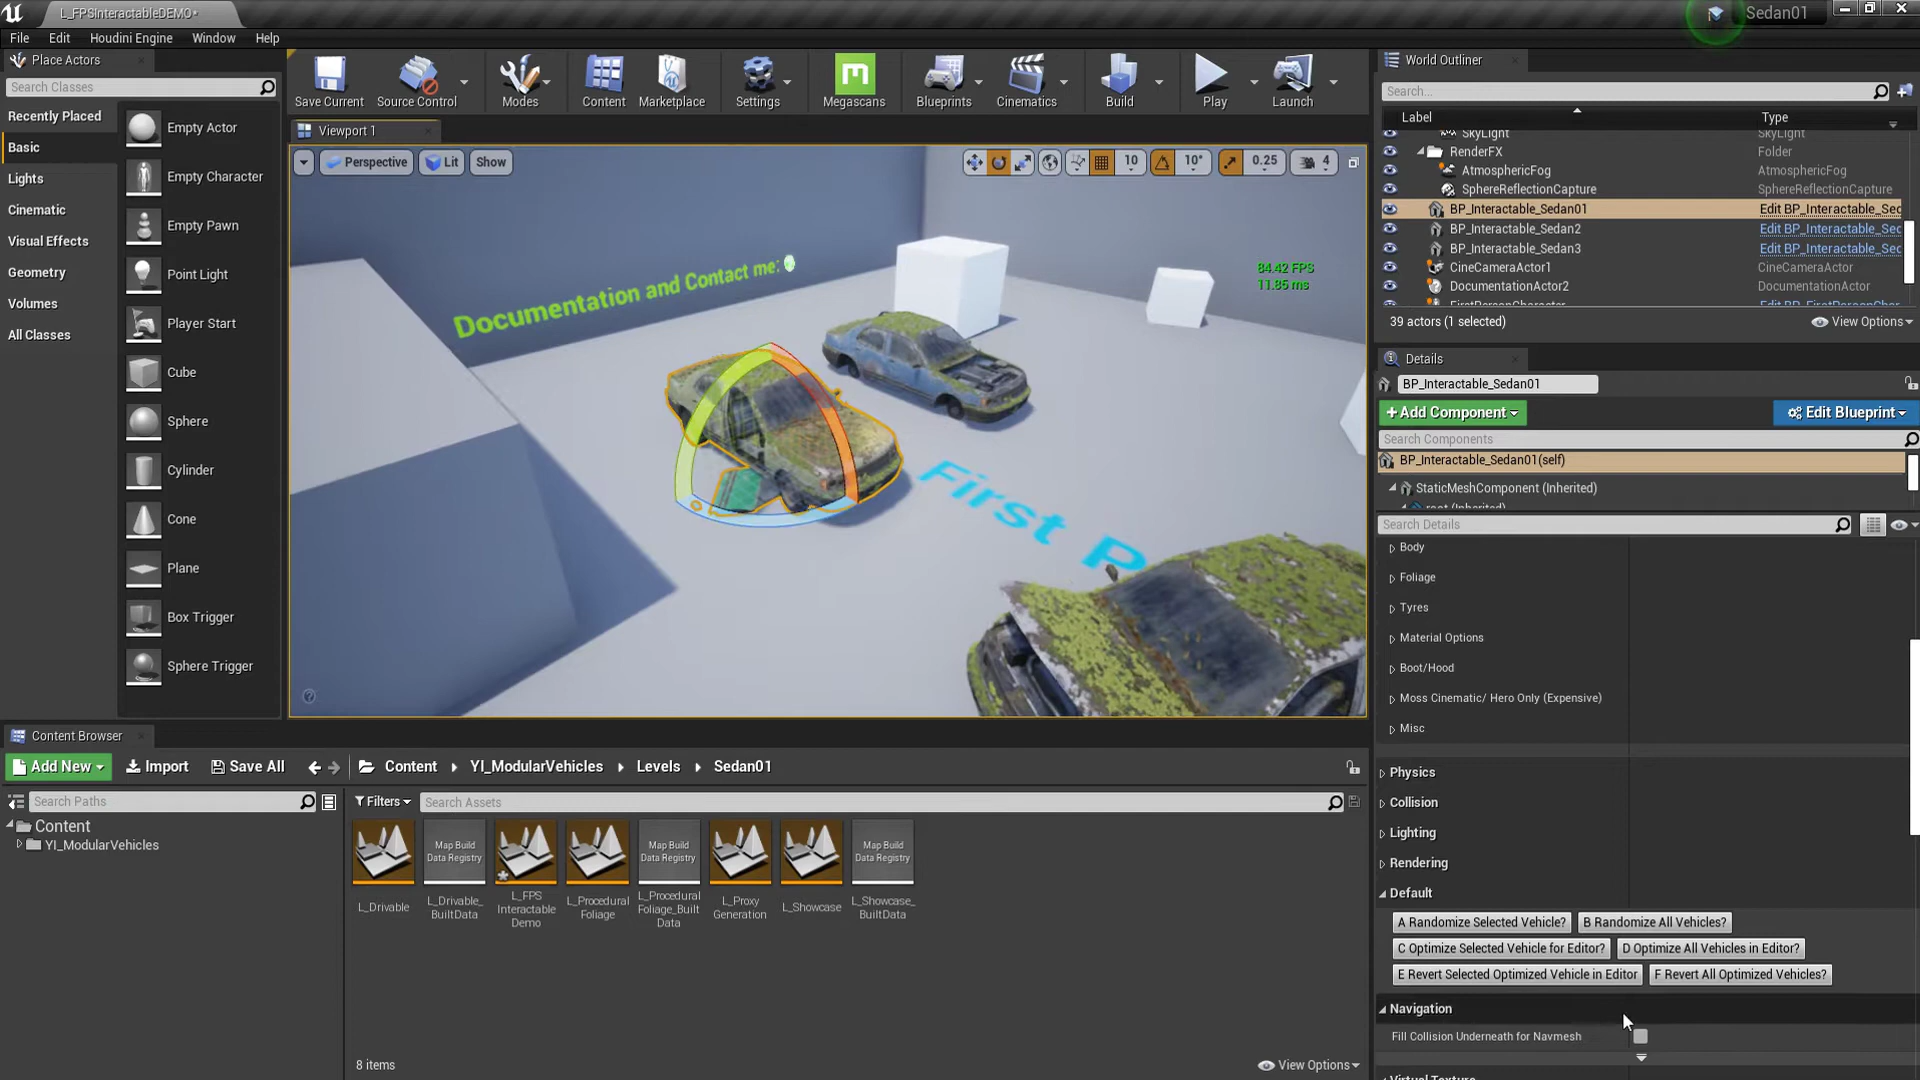 L_FPSInteractableDEMO*
Sedan01
File Edit Houdini Engine Window Help
Place Actors
Search Classes
Recently Placed
Basic
Lights
Cinematic
Visual Effects
Geometry
Volumes
All Classes
Empty Actor
Empty Character
Empty Pawn
Point Light
Player Start
Cube
Sphere
Cylinder
Cone
Plane
Box Trigger
Sphere Trigger
Save Current Source Control Modes Content Marketplace Settings Megascans Blueprints Cinematics Build Play Launch
Viewport 1
Perspective Lit Show
10 10° 0.25 4
Documentation and Contact me:
84.42 FPS
11.85 ms
First P
World Outliner
Search...
Label Type
SkyLight SkyLight
RenderFX Folder
AtmosphericFog AtmosphericFog
SphereReflectionCapture SphereReflectionCapture
BP_Interactable_Sedan01 Edit BP_Interactable_Sec
BP_Interactable_Sedan2 Edit BP_Interactable_Sec
BP_Interactable_Sedan3 Edit BP_Interactable_Sec
CineCameraActor1 CineCameraActor
DocumentationActor2 DocumentationActor
FirstPersonCharacter Edit BP_FirstPersonChar
39 actors (1 selected)
View Options
Details
BP_Interactable_Sedan01
+Add Component
Edit Blueprint
Search Components
BP_Interactable_Sedan01(self)
StaticMeshComponent (Inherited)
root (Inherited)
Search Details
Body
Foliage
Tyres
Material Options
Boot/Hood
Moss Cinematic/ Hero Only (Expensive)
Misc
Physics
Collision
Lighting
Rendering
Default
A Randomize Selected Vehicle? B Randomize All Vehicles?
C Optimize Selected Vehicle for Editor? D Optimize All Vehicles in Editor?
E Revert Selected Optimized Vehicle in Editor F Revert All Optimized Vehicles?
Navigation
Fill Collision Underneath for Navmesh
Virtual Texture
Content Browser
Add New Import Save All Content YI_ModularVehicles Levels Sedan01
Search Paths
Filters Search Assets
Content
YI_ModularVehicles
Map Build
Data Registry
Map Build
Data Registry
Map Build
Data Registry
L_Drivable
L_Drivable_
BuiltData
L_FPS
Interactable
Demo
L_Procedural
Foliage
L_Procedural
Foliage_Built
Data
L_Proxy
Generation
L_Showcase
L_Showcase_
BuiltData
8 items
View Options